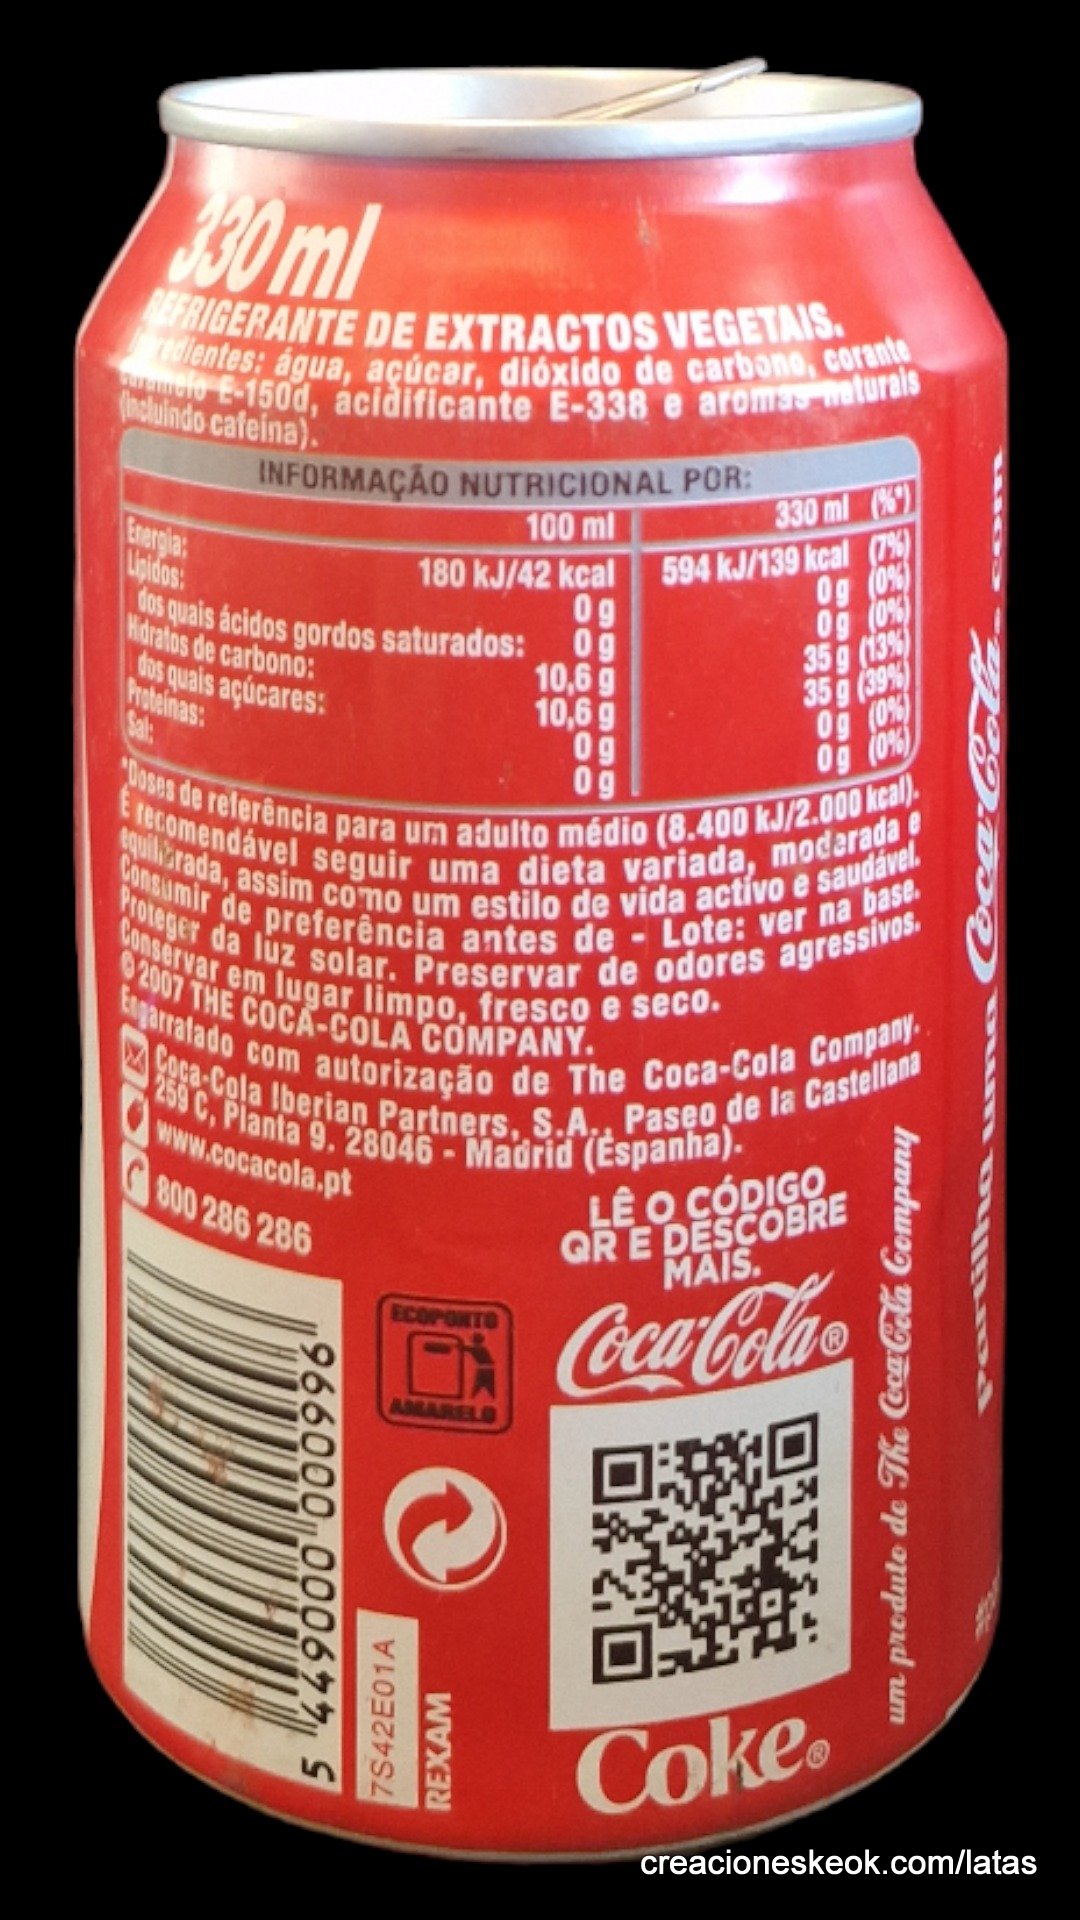 330 ml
REFRIGERANTE DE EXTRACTOS VEGETAIS.
Ingredientes: água, açúcar, dióxido de carbono, corante
caramelo E-150d, acidificante E-338 e aromas naturais
(incluindo cafeína).
INFORMAÇÃO NUTRICIONAL POR:
100 ml 330 ml (%*)
Energia: 180 kJ/42 kcal 594 kJ/139 kcal (7%)
Lípidos: 0 g 0 g (0%)
dos quais ácidos gordos saturados: 0 g 0 g (0%)
Hidratos de carbono: 10,6 g 35 g (13%)
dos quais açúcares: 10,6 g 35 g (39%)
Proteínas: 0 g 0 g (0%)
Sal: 0 g 0 g (0%)
*Doses de referência para um adulto médio (8.400 kJ/2.000 kcal).
É recomendável seguir uma dieta variada, moderada e
equilibrada, assim como um estilo de vida activo e saudável.
Consumir de preferência antes de - Lote: ver na base.
Proteger da luz solar. Preservar de odores agressivos.
Conservar em lugar limpo, fresco e seco.
© 2007 THE COCA-COLA COMPANY.
Engarrafado com autorização de The Coca-Cola Company.
Coca-Cola Iberian Partners, S.A., Paseo de la Castellana
259 C, Planta 9. 28046 - Madrid (Espanha).
www.cocacola.pt
800 286 286
LÊ O CÓDIGO
QR E DESCOBRE
MAIS.
Coca-Cola®
Coke®
ECOPONTO
AMARELO
5 449000 000996
7S42E01A
REXAM
um produto de The Coca-Cola Company
Partilha uma Coca-Cola com
creacioneskeok.com/latas